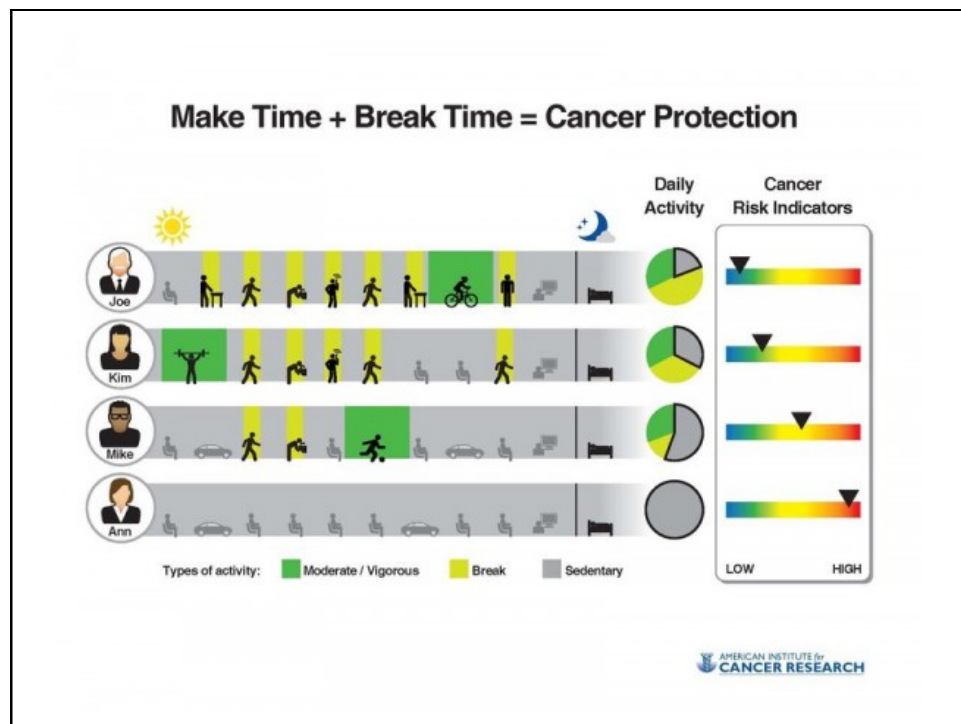 Make Time + Break Time = Cancer Protection
Daily
Activity
Cancer
Risk Indicators
Joe
Kim
Mike
Ann
LOW
HIGH
Types of activity:
Moderate / Vigorous
Break
Sedentary
AMERICAN INSTITUTE for
CANCER RESEARCH